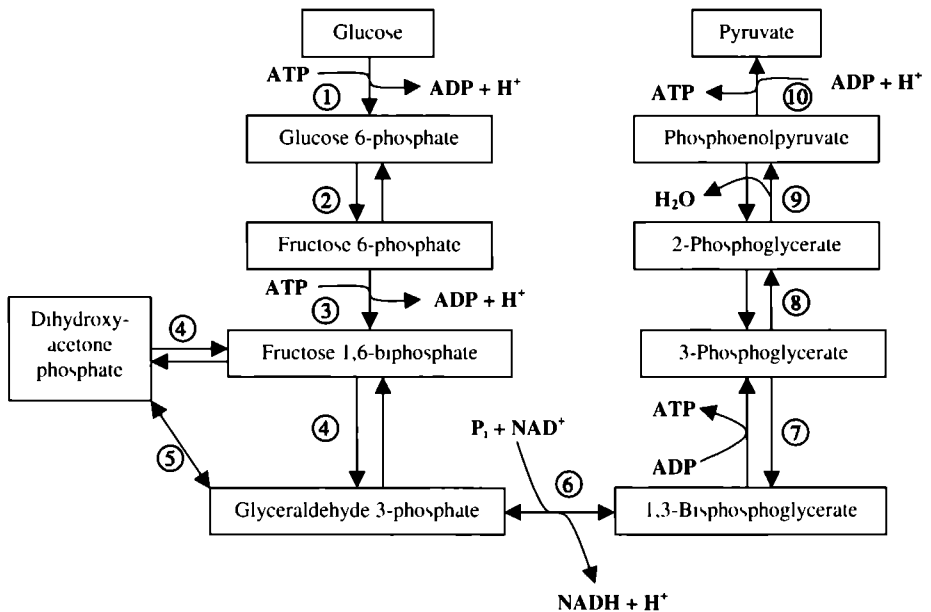 Glucose
ATP
ADP + H⁺
①
Glucose 6-phosphate
②
Fructose 6-phosphate
ATP
ADP + H⁺
③
Dihydroxy-
acetone
phosphate
④
Fructose 1,6-biphosphate
④
⑤
Glyceraldehyde 3-phosphate
Pᵢ + NAD⁺
⑥
NADH + H⁺
Pyruvate
ATP
ADP + H⁺
⑩
Phosphoenolpyruvate
H₂O
⑨
2-Phosphoglycerate
⑧
3-Phosphoglycerate
ATP
⑦
ADP
1,3-Bisphosphoglycerate